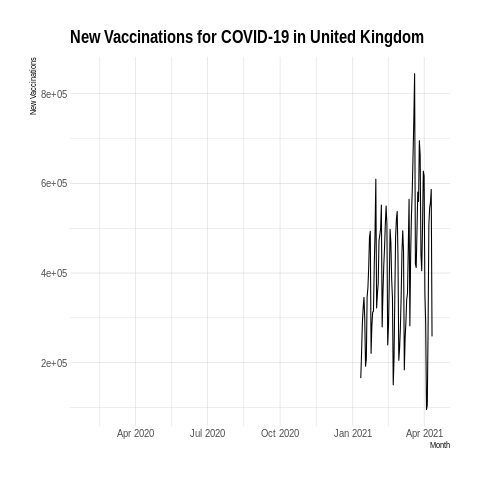 New Vaccinations for COVID-19 in United Kingdom
New Vaccinations
8e+05
6e+05
4e+05
2e+05
Apr 2020 Jul 2020 Oct 2020 Jan 2021 Apr 2021
Month